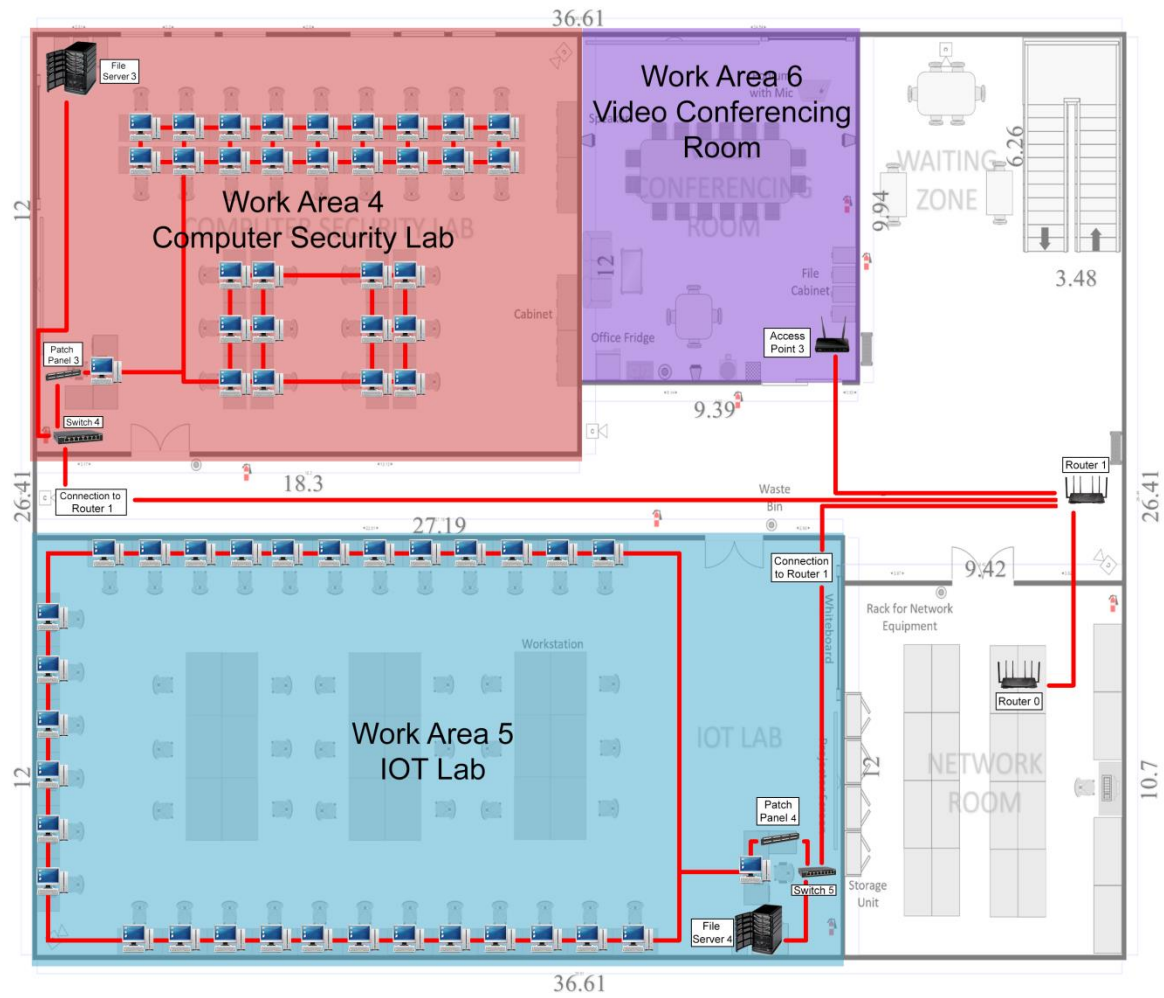 36.61
File
Server 3
Work Area 6
with Mic
Video Conferencing
Room
CONFERENCING
ROOM
WAITING
ZONE
6.26
3.48
9.94
12
12
Work Area 4
COMPUTER SECURITY LAB
Computer Security Lab
File
Cabinet
Cabinet
Office Fridge
Access
Point 3
Patch
Panel 3
Switch 4
9.39
Router 1
18.3
Connection to
Router 1
Waste
Bin
26.41
26.41
27.19
Connection
to Router 1
9.42
Rack for Network
Equipment
Whiteboard
Workstation
Router 0
Work Area 5
IOT Lab
IOT LAB
12
12
NETWORK
ROOM
10.7
Patch
Panel 4
Switch 5
Storage
Unit
File
Server 4
36.61